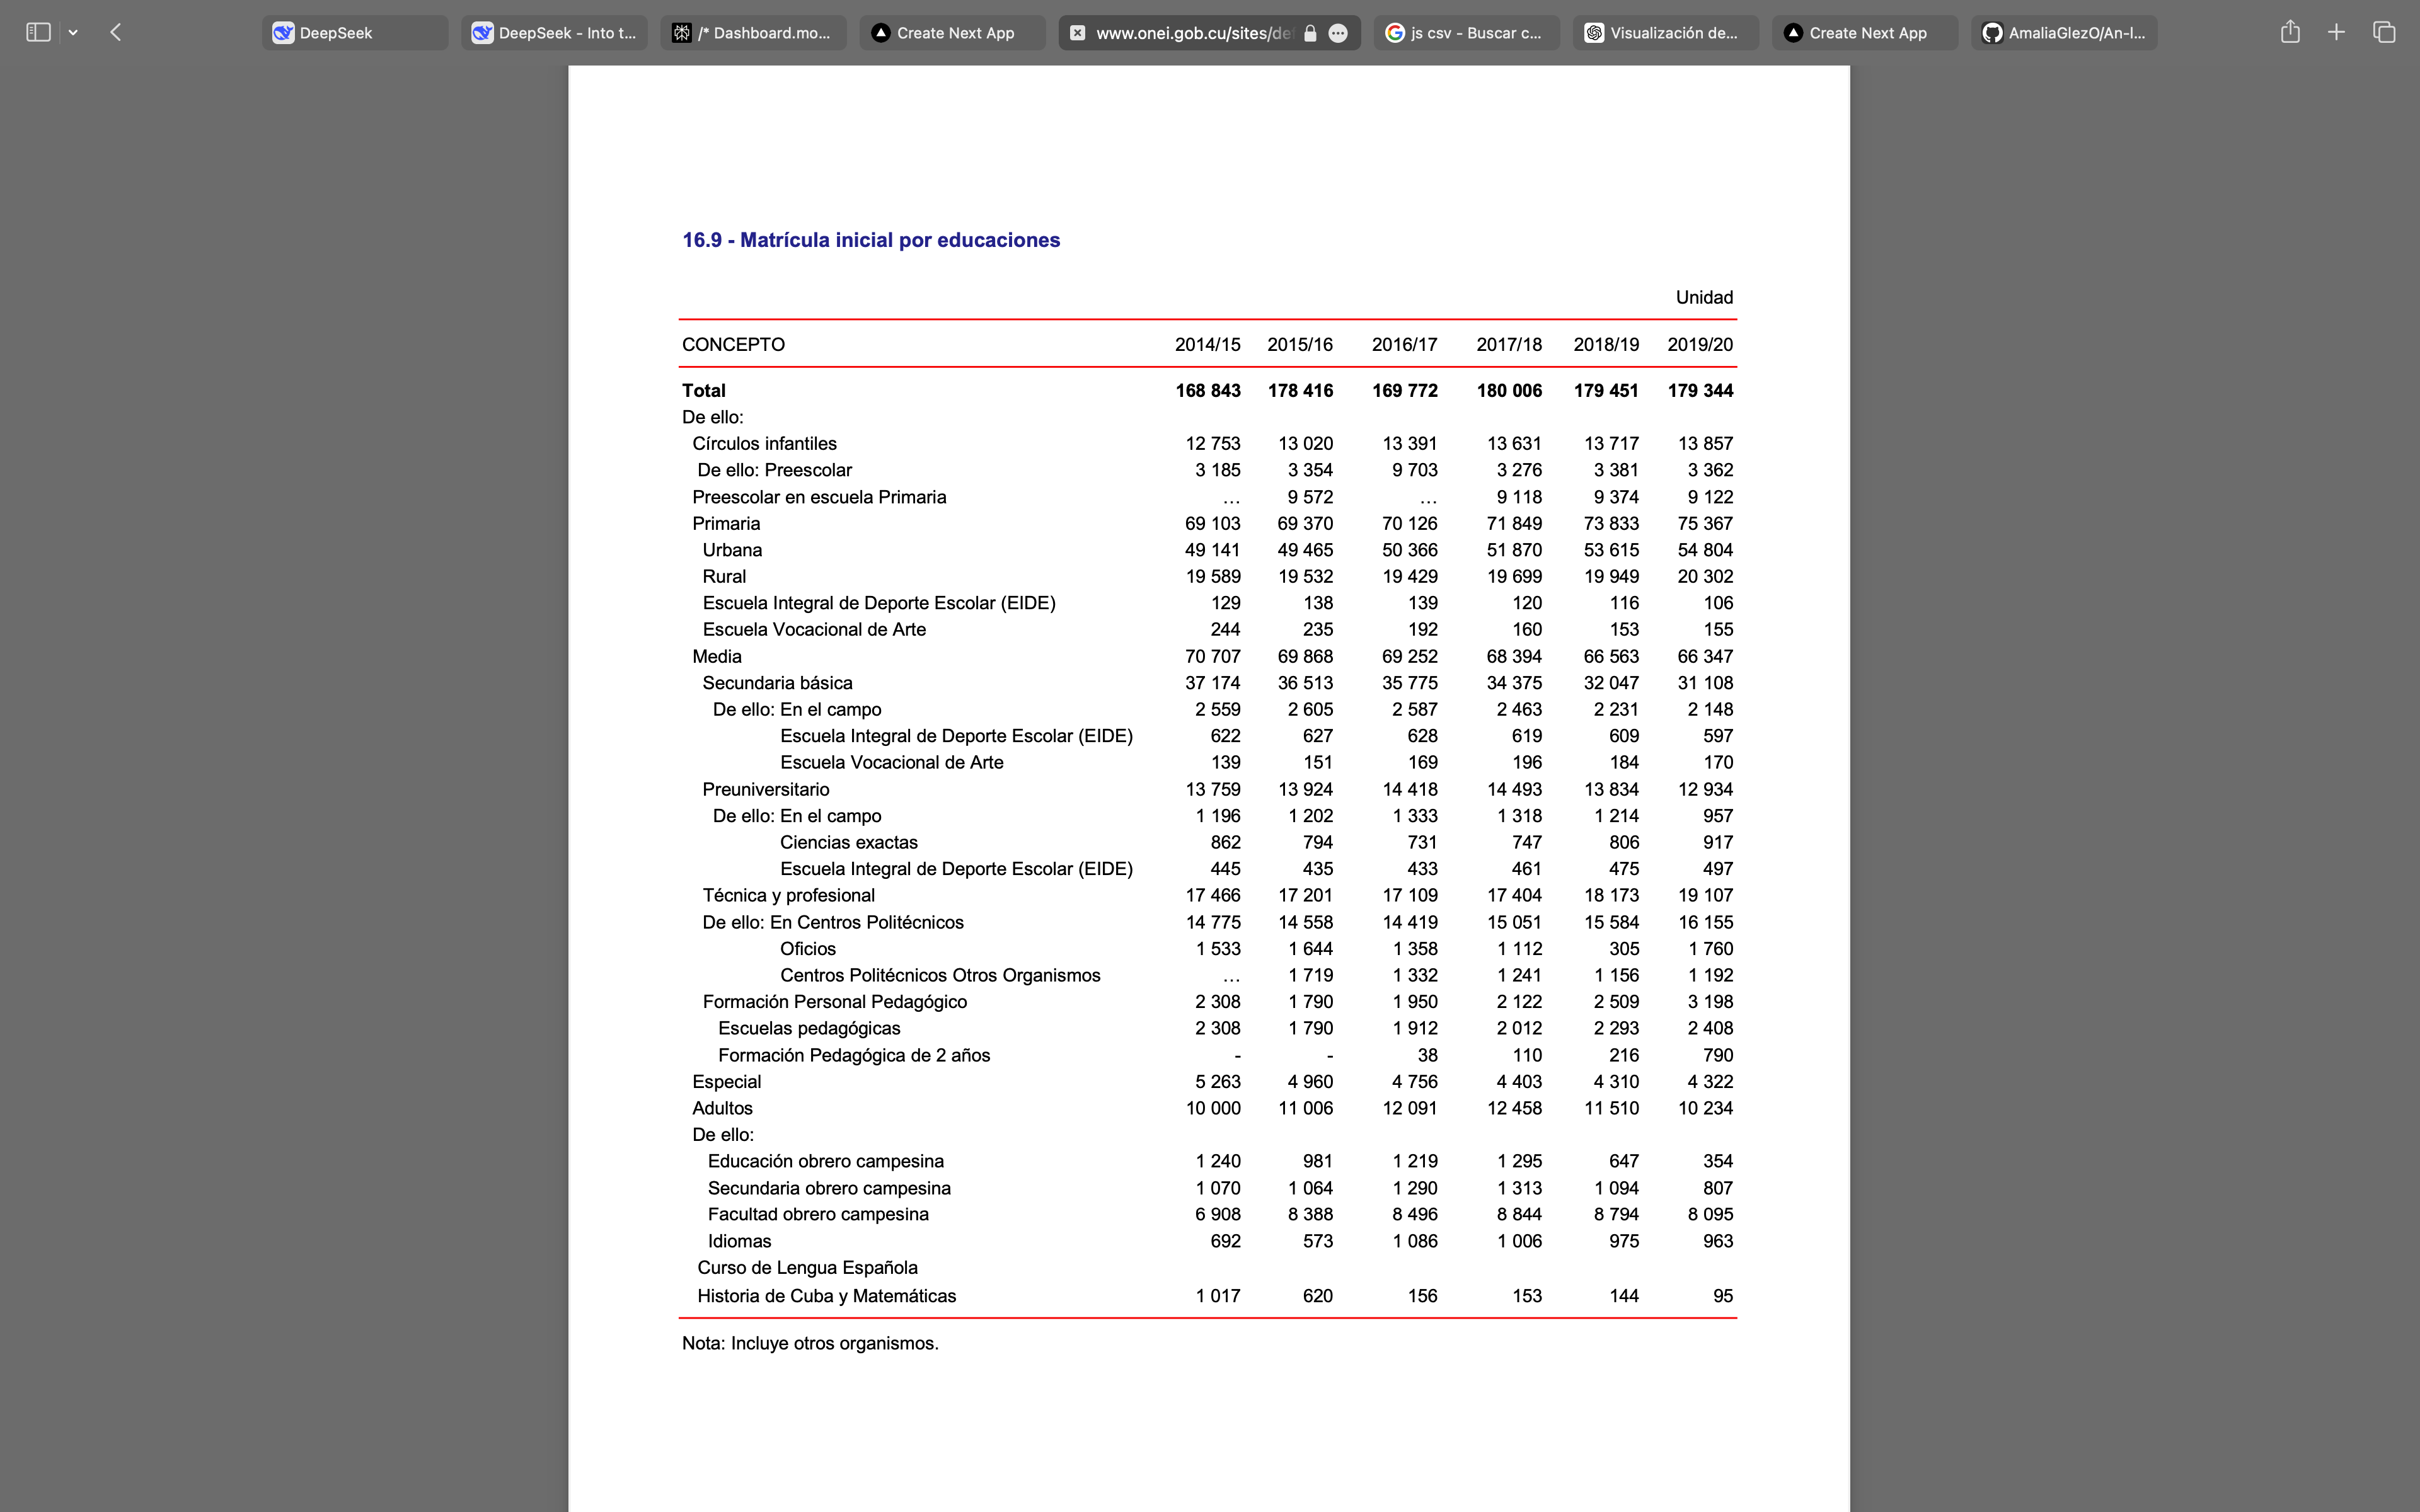 DeepSeek
DeepSeek - Into t...
/* Dashboard.mo...
Create Next App
www.onei.gob.cu/sites/de
js csv - Buscar c...
Visualización de...
Create Next App
AmaliaGlezO/An-I...
16.9 - Matrícula inicial por educaciones
Unidad
CONCEPTO 2014/15 2015/16 2016/17 2017/18 2018/19 2019/20
Total 168 843 178 416 169 772 180 006 179 451 179 344
De ello:
Círculos infantiles 12 753 13 020 13 391 13 631 13 717 13 857
De ello: Preescolar 3 185 3 354 9 703 3 276 3 381 3 362
Preescolar en escuela Primaria … 9 572 … 9 118 9 374 9 122
Primaria 69 103 69 370 70 126 71 849 73 833 75 367
Urbana 49 141 49 465 50 366 51 870 53 615 54 804
Rural 19 589 19 532 19 429 19 699 19 949 20 302
Escuela Integral de Deporte Escolar (EIDE) 129 138 139 120 116 106
Escuela Vocacional de Arte 244 235 192 160 153 155
Media 70 707 69 868 69 252 68 394 66 563 66 347
Secundaria básica 37 174 36 513 35 775 34 375 32 047 31 108
De ello: En el campo 2 559 2 605 2 587 2 463 2 231 2 148
Escuela Integral de Deporte Escolar (EIDE) 622 627 628 619 609 597
Escuela Vocacional de Arte 139 151 169 196 184 170
Preuniversitario 13 759 13 924 14 418 14 493 13 834 12 934
De ello: En el campo 1 196 1 202 1 333 1 318 1 214 957
Ciencias exactas 862 794 731 747 806 917
Escuela Integral de Deporte Escolar (EIDE) 445 435 433 461 475 497
Técnica y profesional 17 466 17 201 17 109 17 404 18 173 19 107
De ello: En Centros Politécnicos 14 775 14 558 14 419 15 051 15 584 16 155
Oficios 1 533 1 644 1 358 1 112 305 1 760
Centros Politécnicos Otros Organismos … 1 719 1 332 1 241 1 156 1 192
Formación Personal Pedagógico 2 308 1 790 1 950 2 122 2 509 3 198
Escuelas pedagógicas 2 308 1 790 1 912 2 012 2 293 2 408
Formación Pedagógica de 2 años - - 38 110 216 790
Especial 5 263 4 960 4 756 4 403 4 310 4 322
Adultos 10 000 11 006 12 091 12 458 11 510 10 234
De ello:
Educación obrero campesina 1 240 981 1 219 1 295 647 354
Secundaria obrero campesina 1 070 1 064 1 290 1 313 1 094 807
Facultad obrero campesina 6 908 8 388 8 496 8 844 8 794 8 095
Idiomas 692 573 1 086 1 006 975 963
Curso de Lengua Española
Historia de Cuba y Matemáticas 1 017 620 156 153 144 95
Nota: Incluye otros organismos.